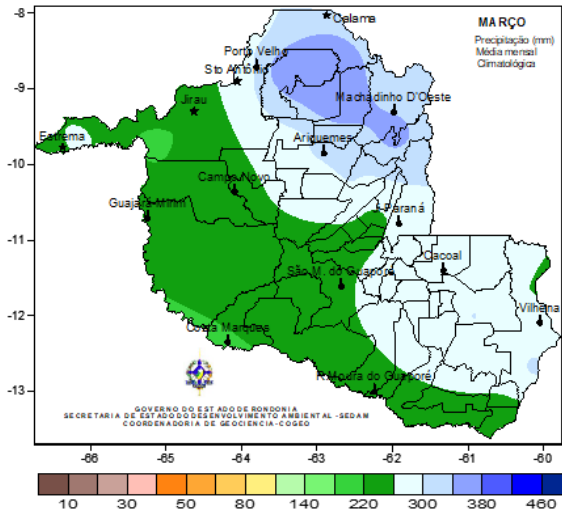 MARÇO
Precipitação (mm)
Média mensal
Climatológica
-8
Calama
Porto Velho
Sto Antônio
-9
Jirau
Machadinho D'Oeste
Estrema
Ariquemes
-10
Campo Novo
Guajará-Mirim
Paraná
-11
Cacoal
São M. do Guaporé
-12
Vilhena
Costa Marques
-13
P.Moura do Guaporé
GOVERNO DO ESTADO DE RONDONIA
SECRETARIA DE ESTADO DO DESENVOLVIMENTO AMBIENTAL -SEDAM
COORDENADORIA DE GEOCIENCIA-COGEO
-66 -65 -64 -63 -62 -61 -60
10 30 50 80 140 220 300 380 460